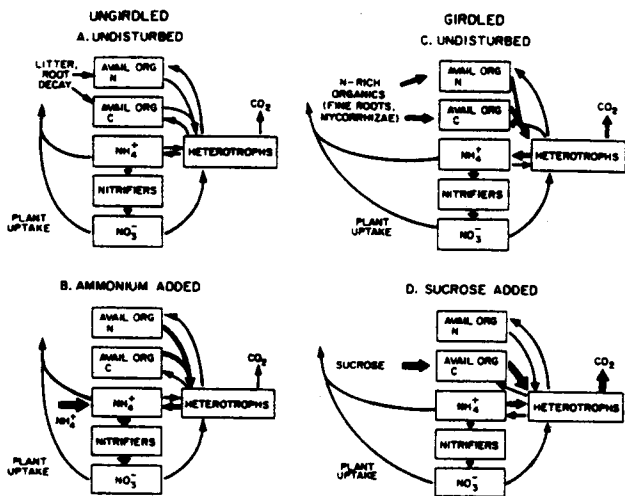 UNGIRDLED
A. UNDISTURBED
LITTER,
ROOT
DECAY
AVAIL ORG
N
AVAIL ORG
C
CO2
NH4+
HETEROTROPHS
NITRIFIERS
PLANT
UPTAKE
NO3-
GIRDLED
C. UNDISTURBED
N-RICH
ORGANICS
(FINE ROOTS,
MYCORRHIZAE)
AVAIL ORG
N
AVAIL ORG
C
CO2
NH4+
HETEROTROPHS
NITRIFIERS
PLANT
UPTAKE
NO3-
B. AMMONIUM ADDED
AVAIL ORG
N
AVAIL ORG
C
CO2
NH4+
NH4+
HETEROTROPHS
NITRIFIERS
PLANT
UPTAKE
NO3-
D. SUCROSE ADDED
AVAIL ORG
N
SUCROSE
AVAIL ORG
C
CO2
NH4+
HETEROTROPHS
NITRIFIERS
PLANT
UPTAKE
NO3-